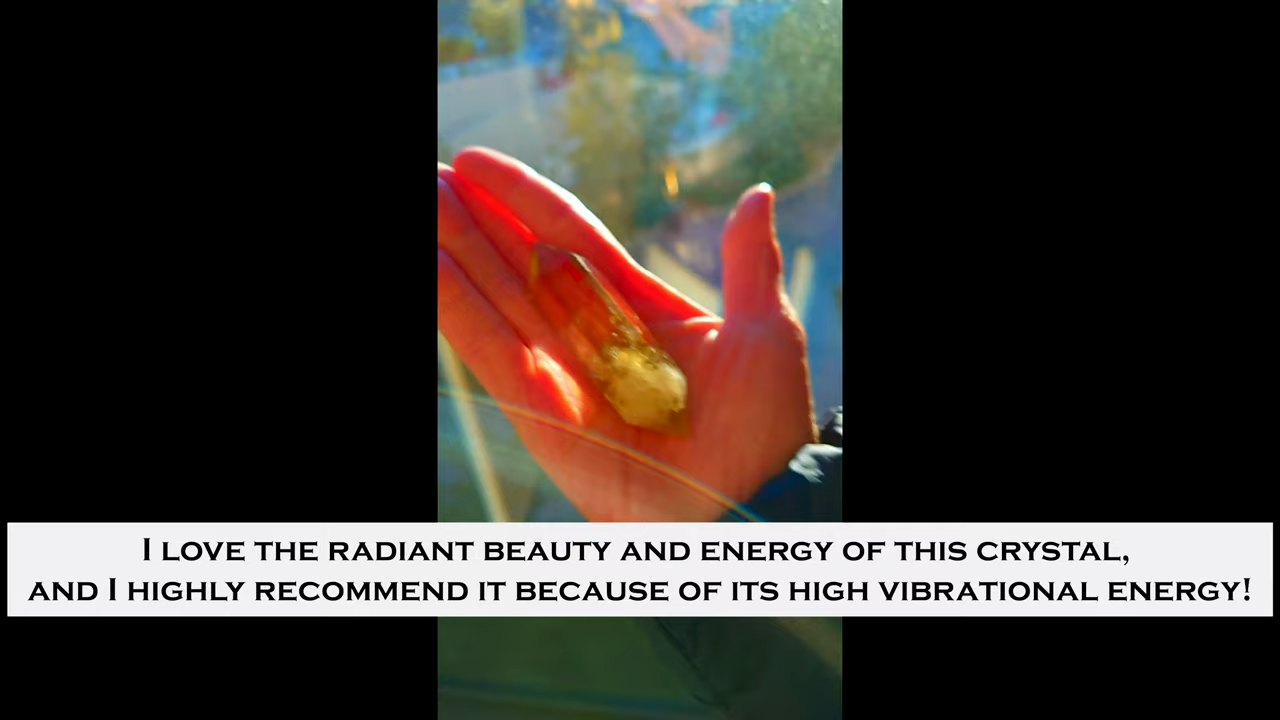 I LOVE THE RADIANT BEAUTY AND ENERGY OF THIS CRYSTAL,
AND I HIGHLY RECOMMEND IT BECAUSE OF ITS HIGH VIBRATIONAL ENERGY!